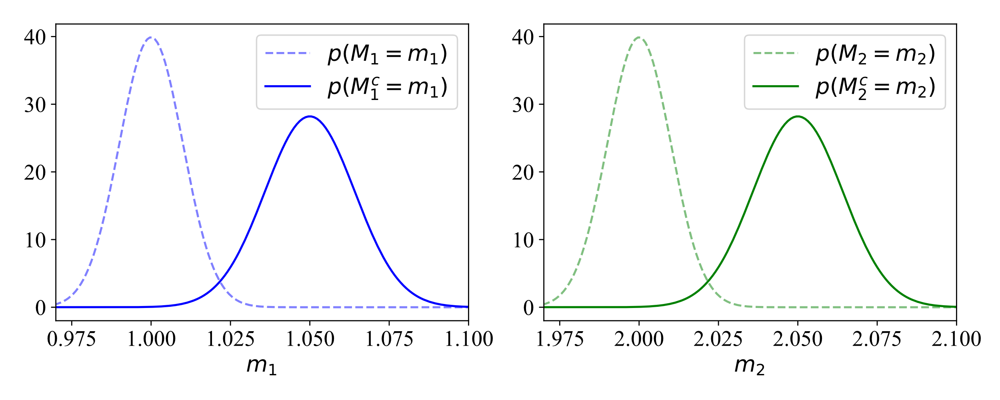 40
30
20
10
0
p(M₁ = m₁)
p(M₁ᶜ = m₁)
0.975 1.000 1.025 1.050 1.075 1.100
m₁
40
30
20
10
0
p(M₂ = m₂)
p(M₂ᶜ = m₂)
1.975 2.000 2.025 2.050 2.075 2.100
m₂